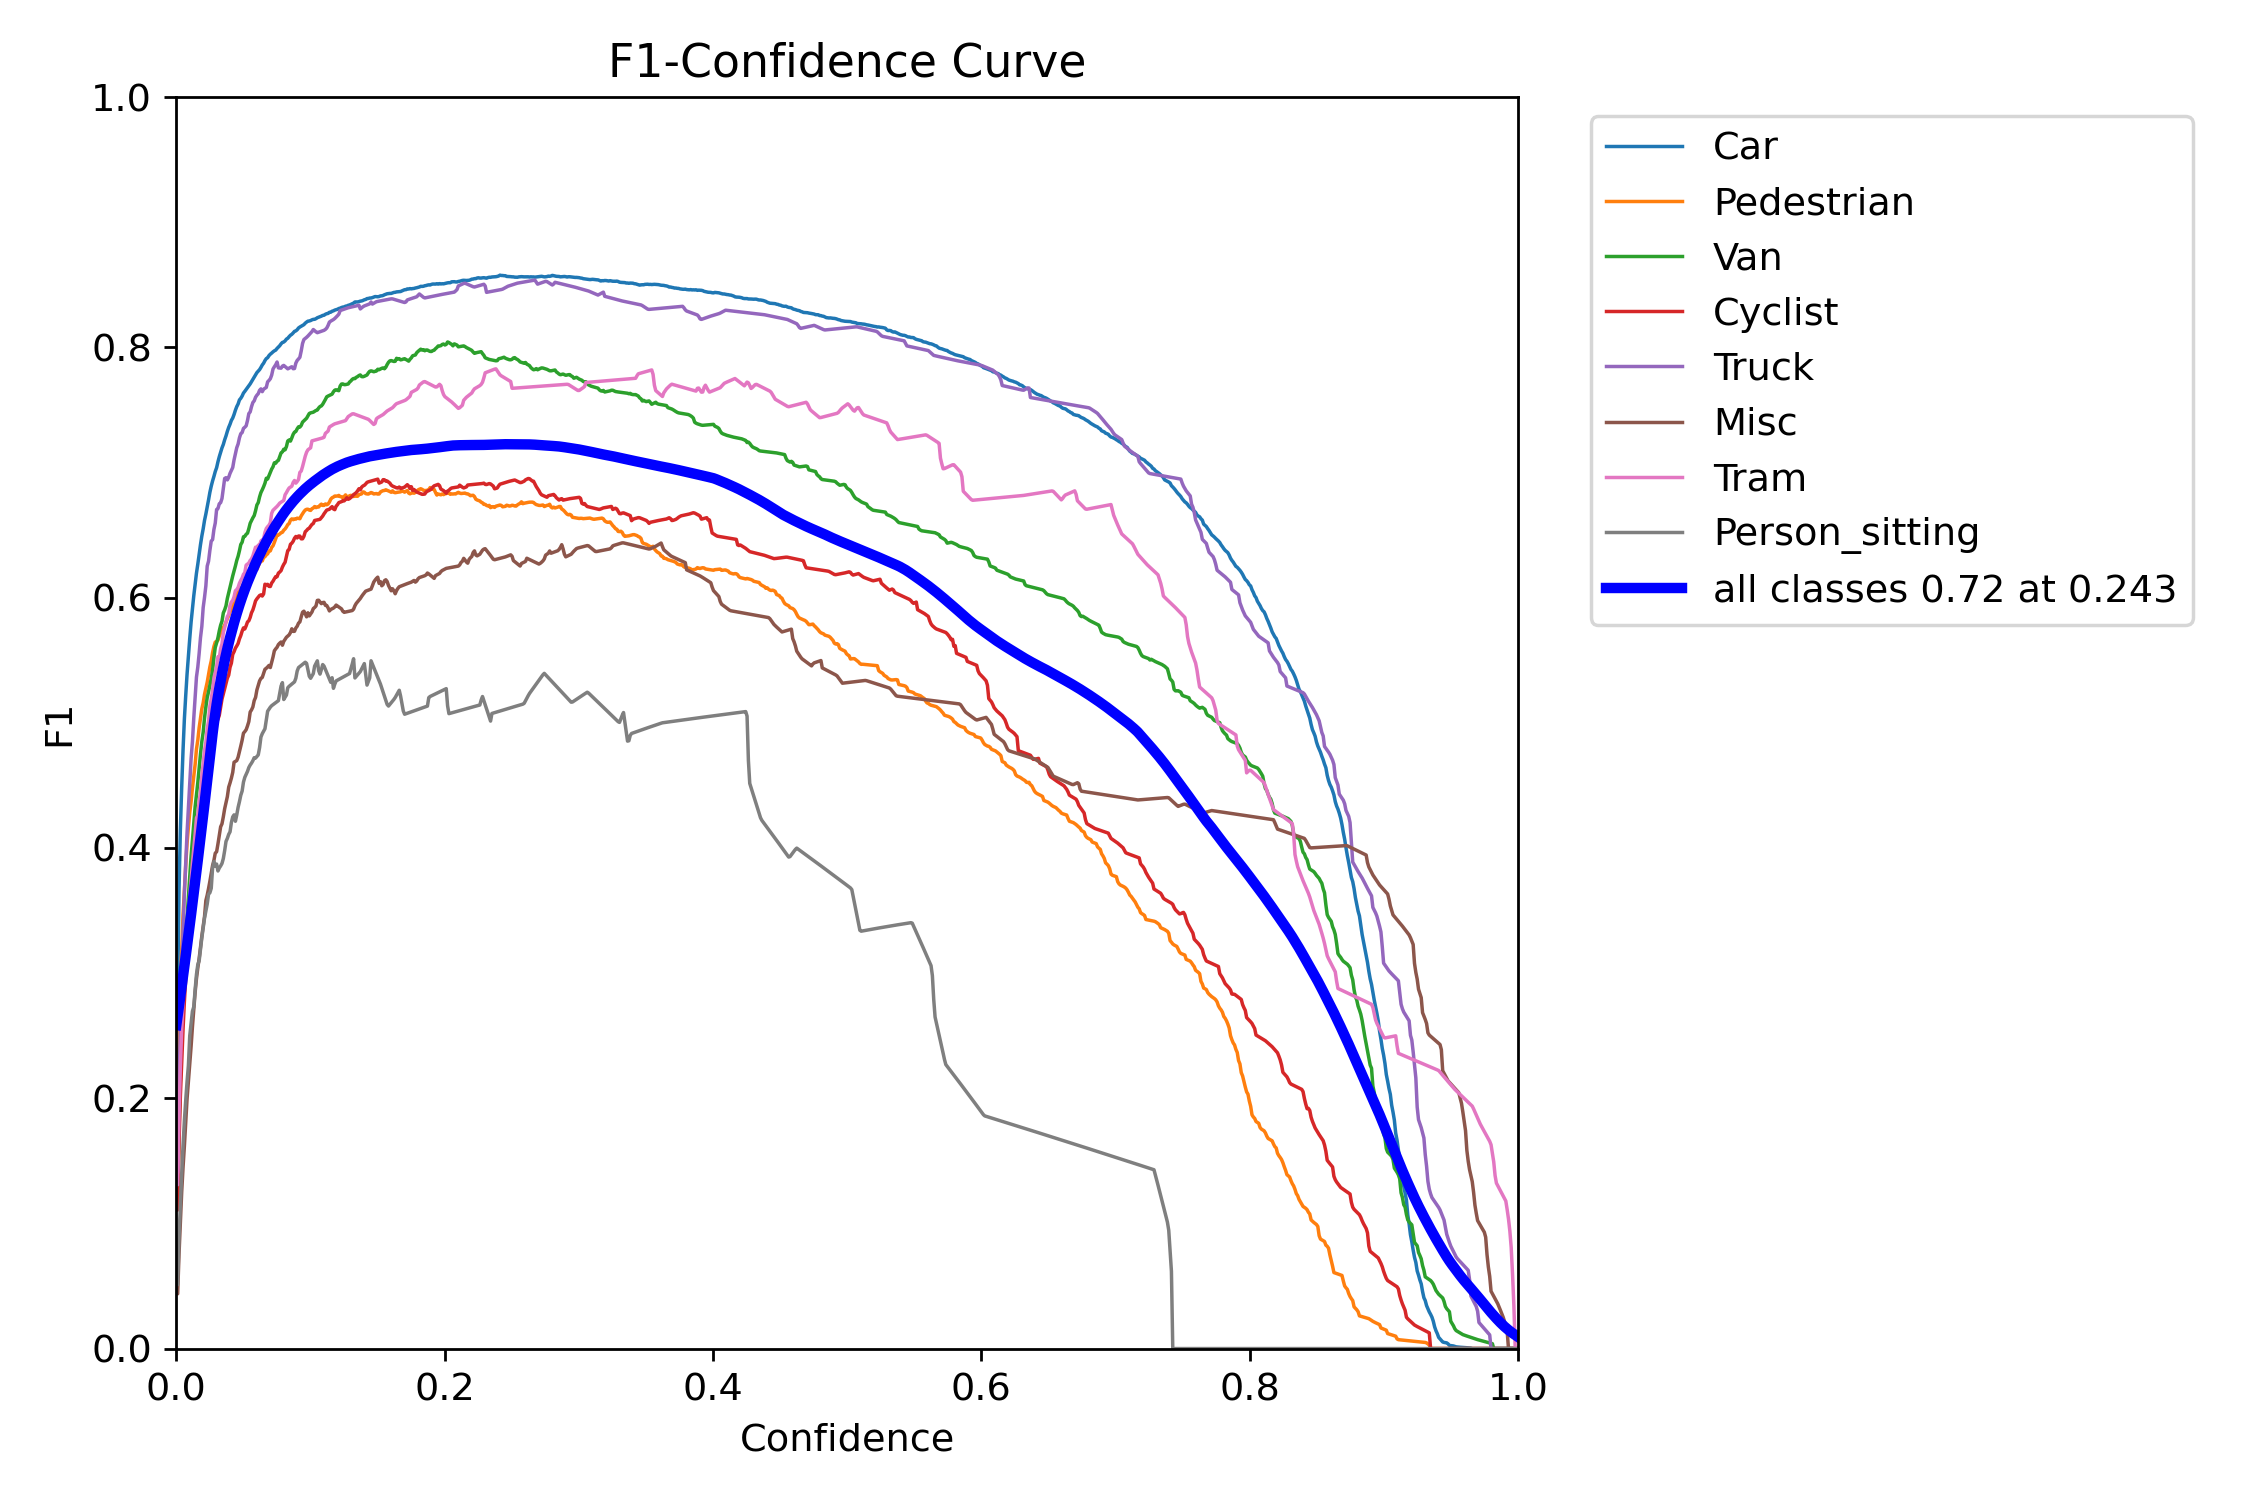 F1-Confidence Curve
1.0
0.8
0.6
0.4
0.2
0.0
F1
0.0 0.2 0.4 0.6 0.8 1.0
Confidence
Car
Pedestrian
Van
Cyclist
Truck
Misc
Tram
Person_sitting
all classes 0.72 at 0.243